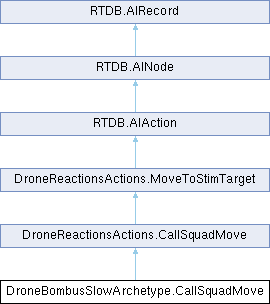 RTDB.AIRecord
RTDB.AINode
RTDB.AIAction
DroneReactionsActions.MoveToStimTarget
DroneReactionsActions.CallSquadMove
DroneBombusSlowArchetype.CallSquadMove